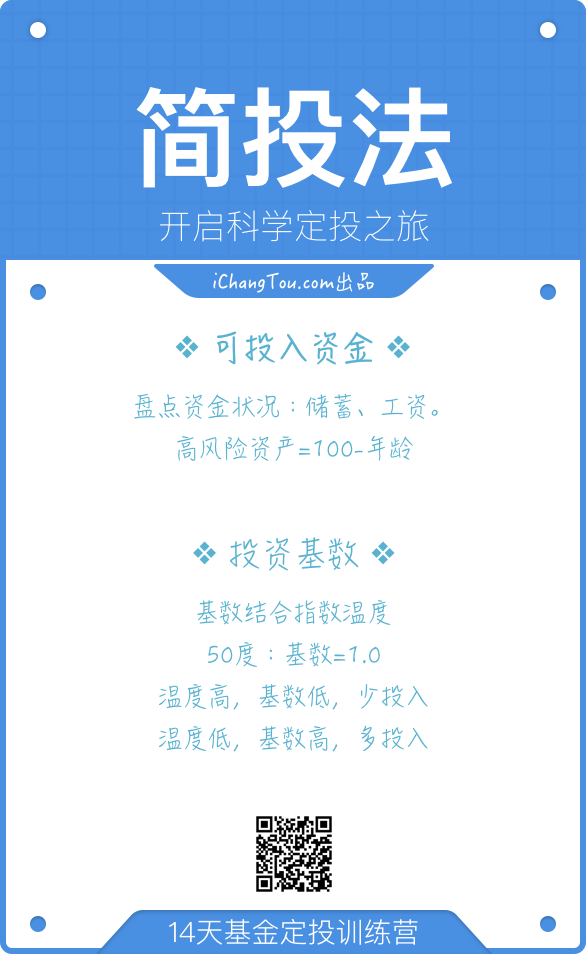 简投法
开启科学定投之旅
iChangTou.com出品
❖ 可投入资金 ❖
盘点资金状况：储蓄、工资。
高风险资产=100-年龄
❖ 投资基数 ❖
基数结合指数温度
50度：基数=1.0
温度高，基数低，少投入
温度低，基数高，多投入
14天基金定投训练营